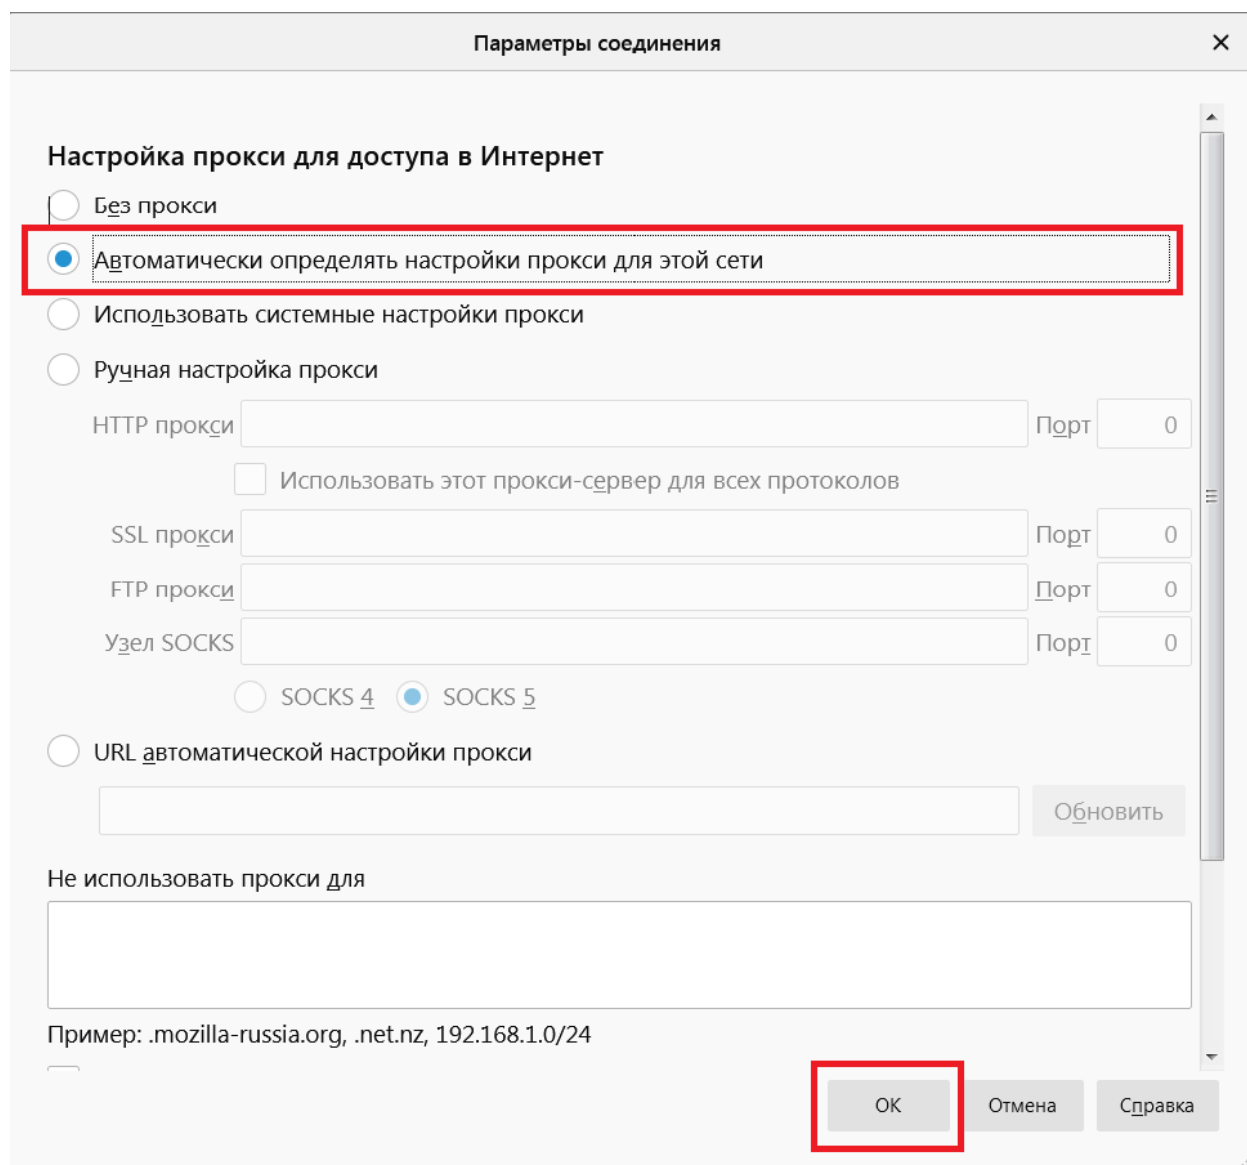 Параметры соединения
Настройка прокси для доступа в Интернет
Без прокси
Автоматически определять настройки прокси для этой сети
Использовать системные настройки прокси
Ручная настройка прокси
HTTP прокси Порт 0
Использовать этот прокси-сервер для всех протоколов
SSL прокси Порт 0
FTP прокси Порт 0
Узел SOCKS Порт 0
SOCKS 4 SOCKS 5
URL автоматической настройки прокси
Обновить
Не использовать прокси для
Пример: .mozilla-russia.org, .net.nz, 192.168.1.0/24
ОК Отмена Справка